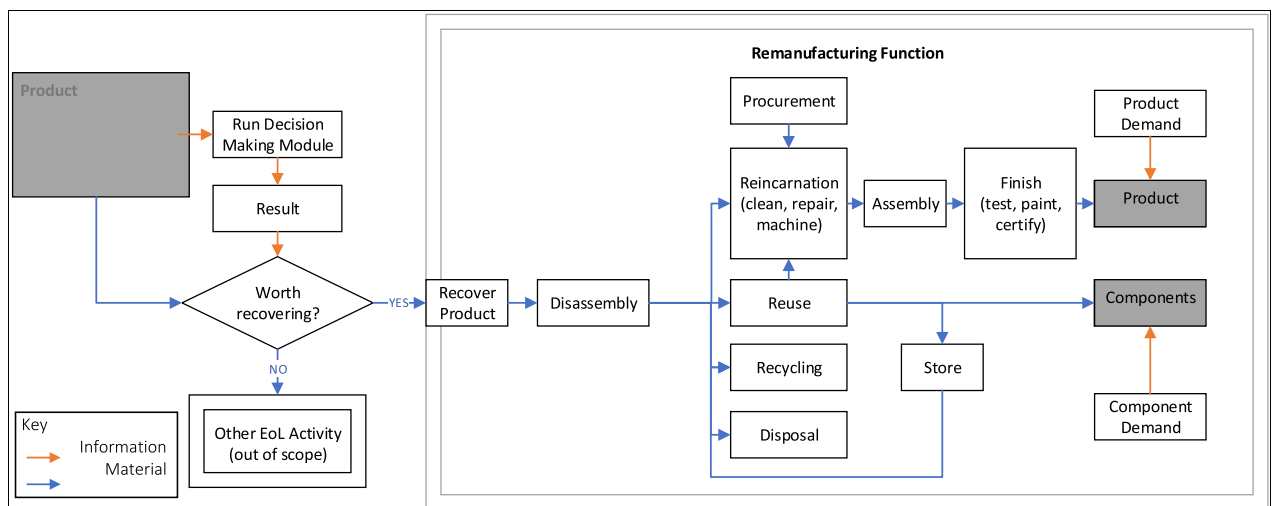 Remanufacturing Function
Product
Run Decision
Making Module
Result
Worth
recovering?
YES
NO
Other EoL Activity
(out of scope)
Key
Information
Material
Recover
Product
Disassembly
Procurement
Reincarnation
(clean, repair,
machine)
Assembly
Finish
(test, paint,
certify)
Product
Demand
Product
Reuse
Components
Recycling
Store
Disposal
Component
Demand